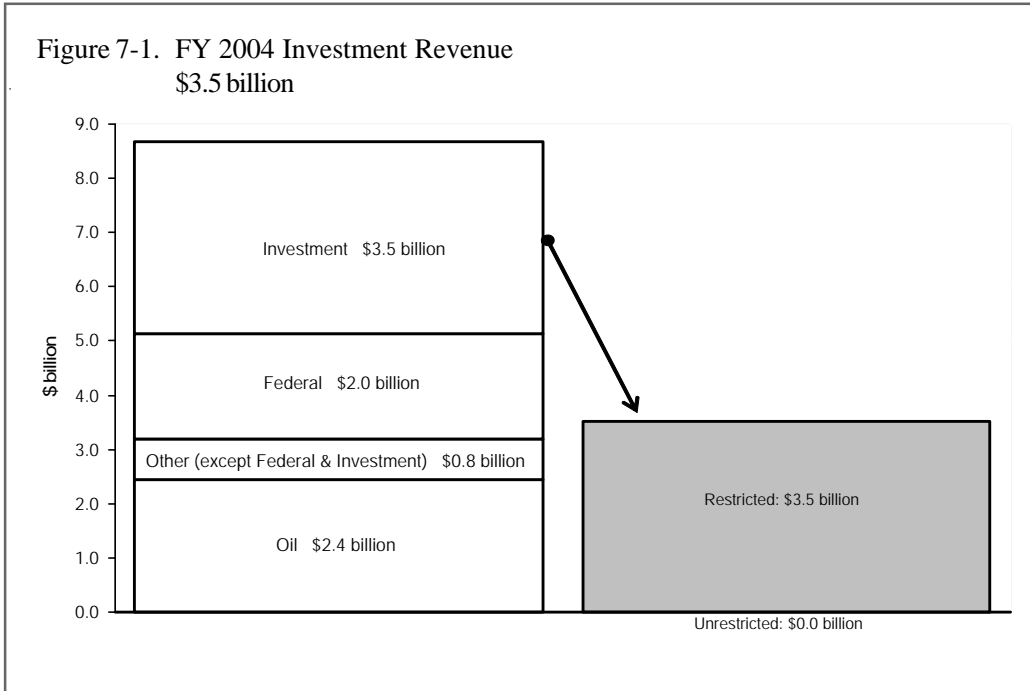 Figure 7-1. FY 2004 Investment Revenue
$3.5 billion
9.0
8.0
7.0
6.0
5.0
4.0
3.0
2.0
1.0
0.0
$ billion
Investment $3.5 billion
Federal $2.0 billion
Other (except Federal & Investment) $0.8 billion
Oil $2.4 billion
Restricted: $3.5 billion
Unrestricted: $0.0 billion